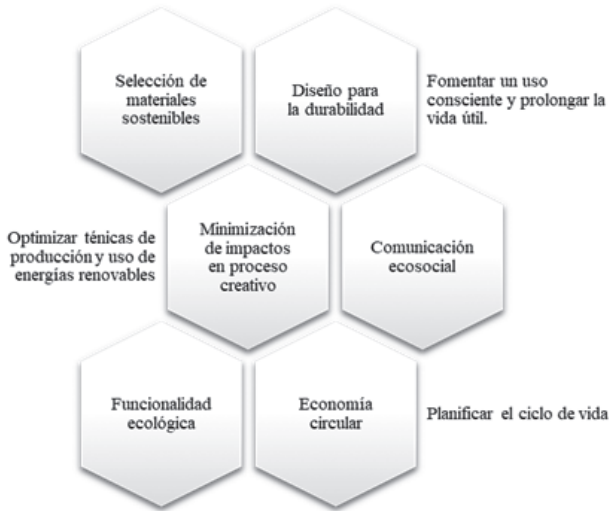 Selección de
materiales
sostenibles
Diseño para
la durabilidad
Fomentar un uso
consciente y prolongar la
vida útil.
Optimizar ténicas de
producción y uso de
energías renovables
Minimización
de impactos
en proceso
creativo
Comunicación
ecosocial
Funcionalidad
ecológica
Economía
circular
Planificar el ciclo de vida